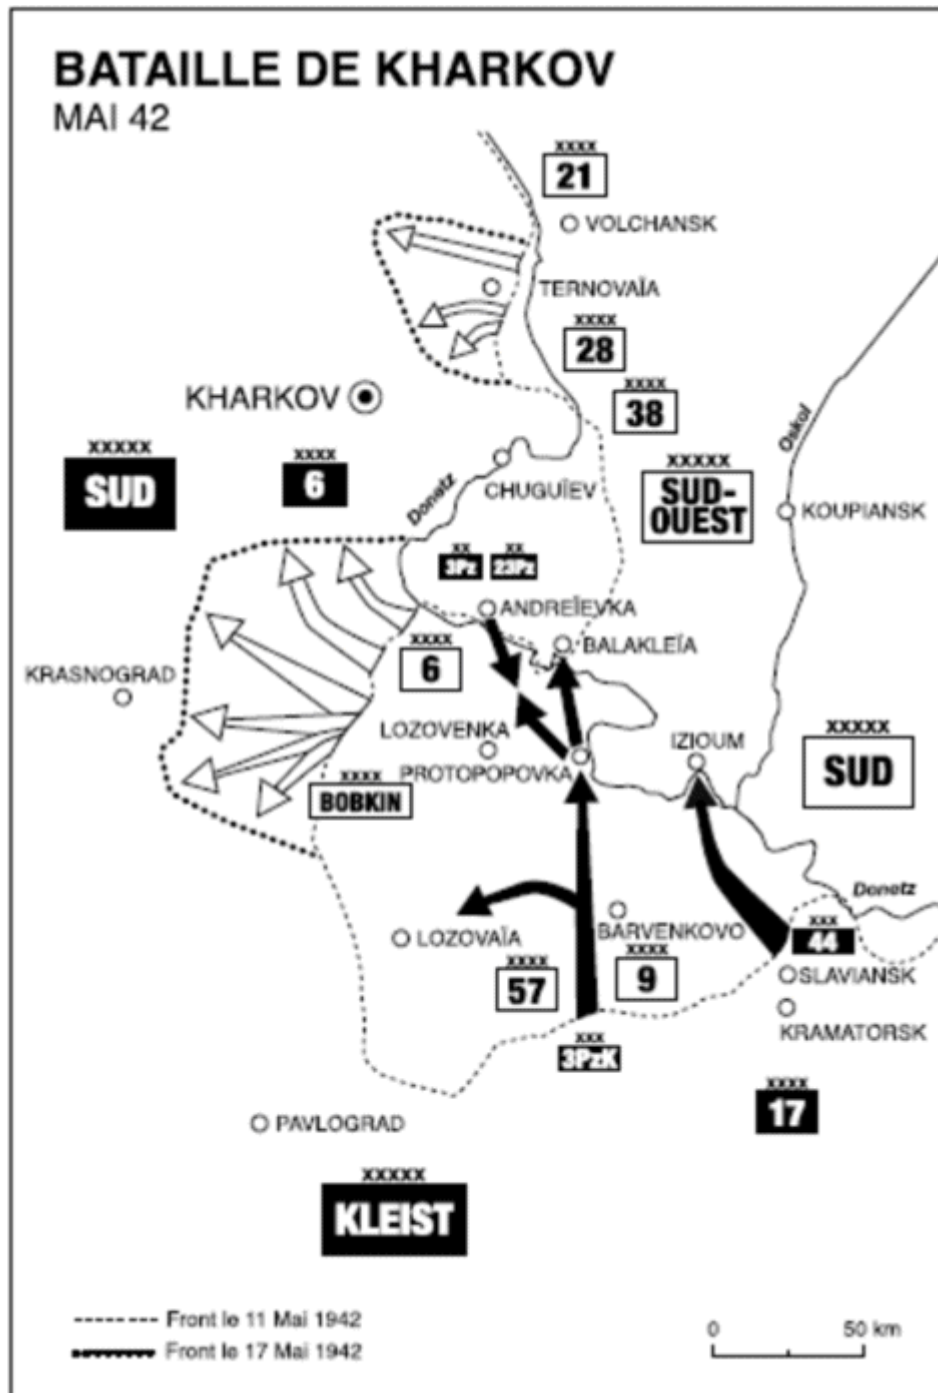 BATAILLE DE KHARKOV
MAI 42
XXXX
21
VOLCHANSK
TERNOVAÏA
XXXX
28
XXXX
38
KHARKOV
XXXXX
SUD
XXXX
6
CHUGUÏEV
Donetz
XXXXX
SUD-
OUEST
Oskol
KOUPIANSK
XX
3Pz
XX
23Pz
ANDREÏEVKA
BALAKLEÏA
XXXX
6
KRASNOGRAD
LOZOVENKA
PROTOPOPOVKA
IZIOUM
XXXXX
SUD
XXXX
BOBKIN
Donetz
LOZOVAÏA
BARVENKOVO
XXX
44
XXXX
57
XXXX
9
SLAVIANSK
KRAMATORSK
XXX
3PzK
XXXX
17
PAVLOGRAD
XXXXX
KLEIST
Front le 11 Mai 1942
Front le 17 Mai 1942
0 50 km